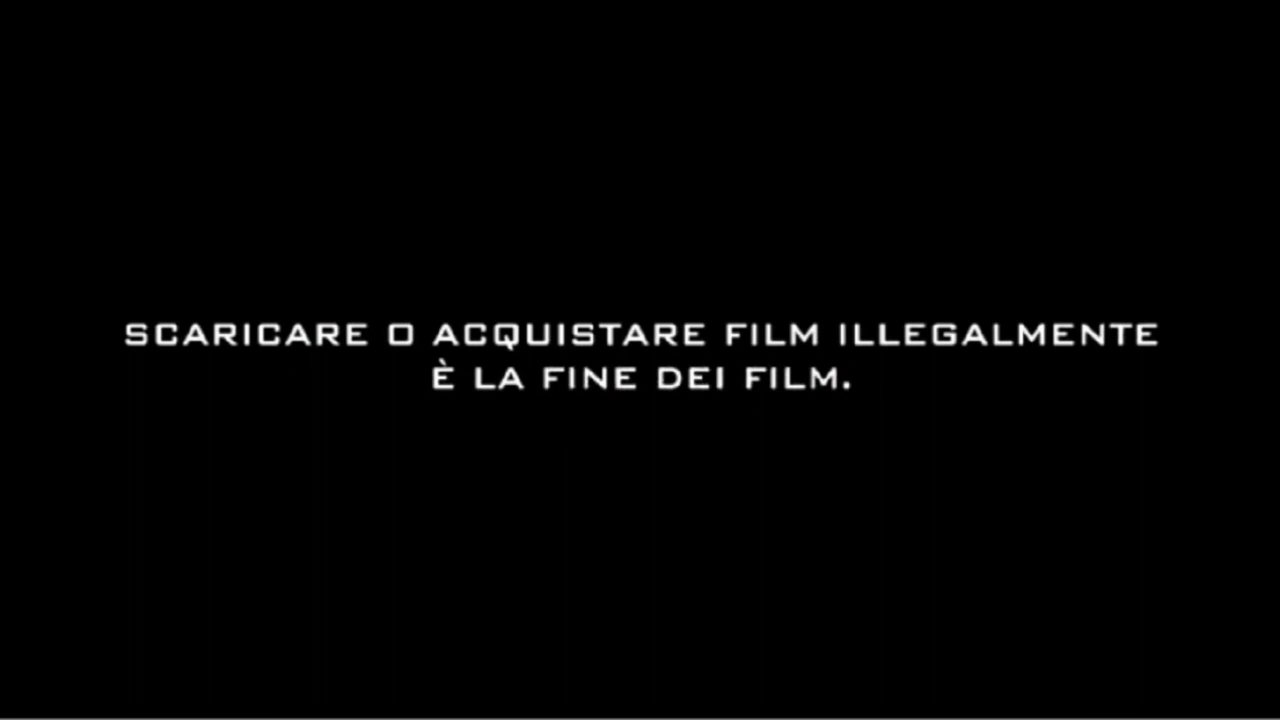 SCARICARE O ACQUISTARE FILM ILLEGALMENTE
È LA FINE DEI FILM.